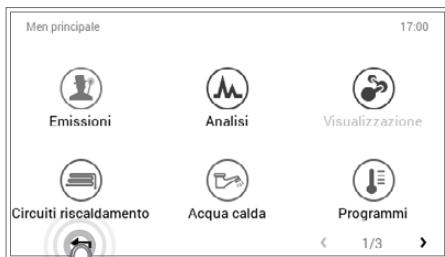 Men principale 17:00
Emissioni Analisi Visualizzazione
Circuiti riscaldamento Acqua calda Programmi
1/3